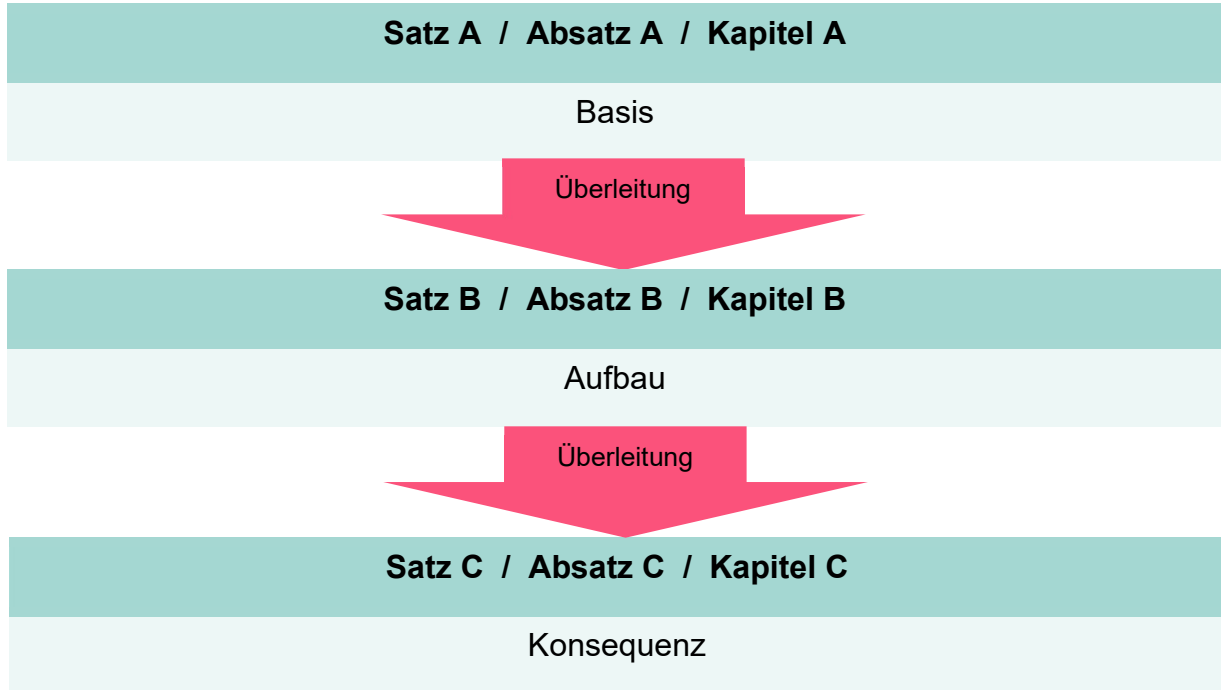 Satz A / Absatz A / Kapitel A
Basis
Überleitung
Satz B / Absatz B / Kapitel B
Aufbau
Überleitung
Satz C / Absatz C / Kapitel C
Konsequenz